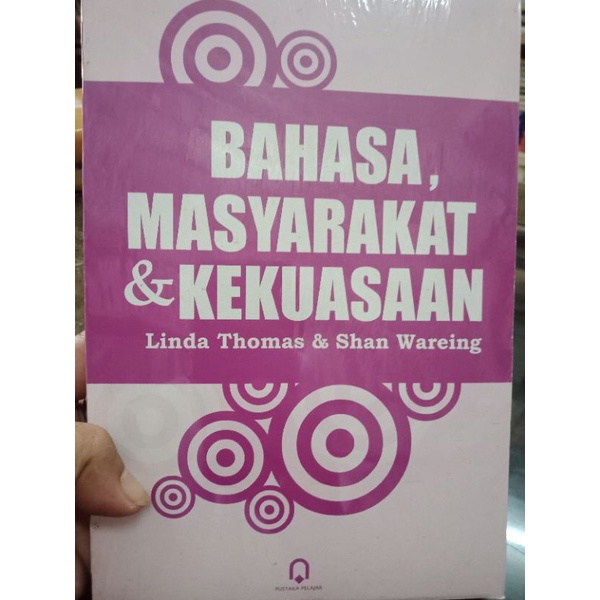 BAHASA,
MASYARAKAT
& KEKUASAAN
Linda Thomas & Shan Wareing
PUSTAKA PELAJAR